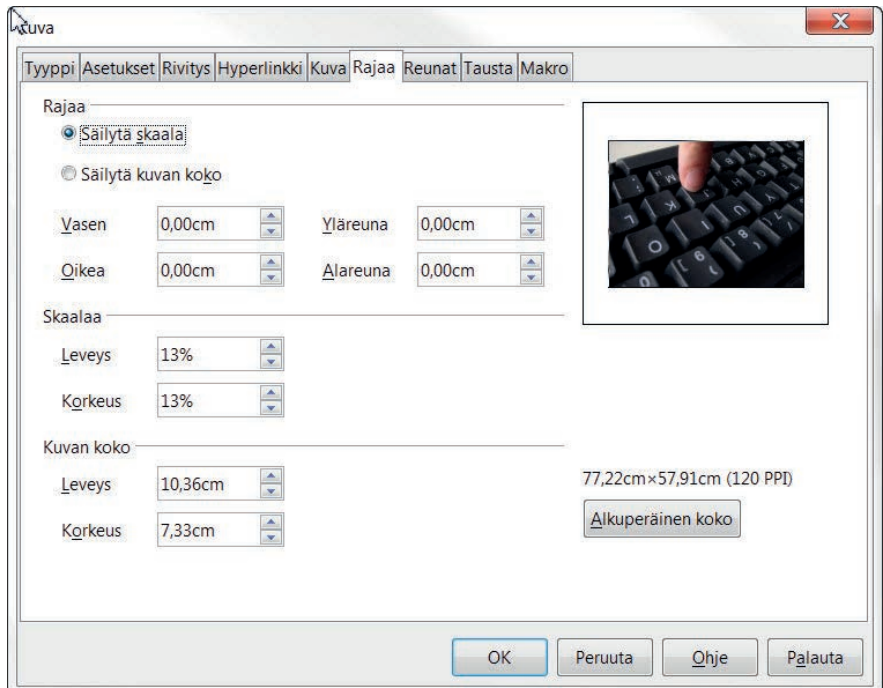 Kuva
Tyyppi Asetukset Rivitys Hyperlinkki Kuva Rajaa Reunat Tausta Makro
Rajaa
Säilytä skaala
Säilytä kuvan koko
Vasen 0,00cm Yläreuna 0,00cm
Oikea 0,00cm Alareuna 0,00cm
Skaalaa
Leveys 13%
Korkeus 13%
Kuvan koko
Leveys 10,36cm 77,22cm×57,91cm (120 PPI)
Korkeus 7,33cm Alkuperäinen koko
OK Peruuta Ohje Palauta